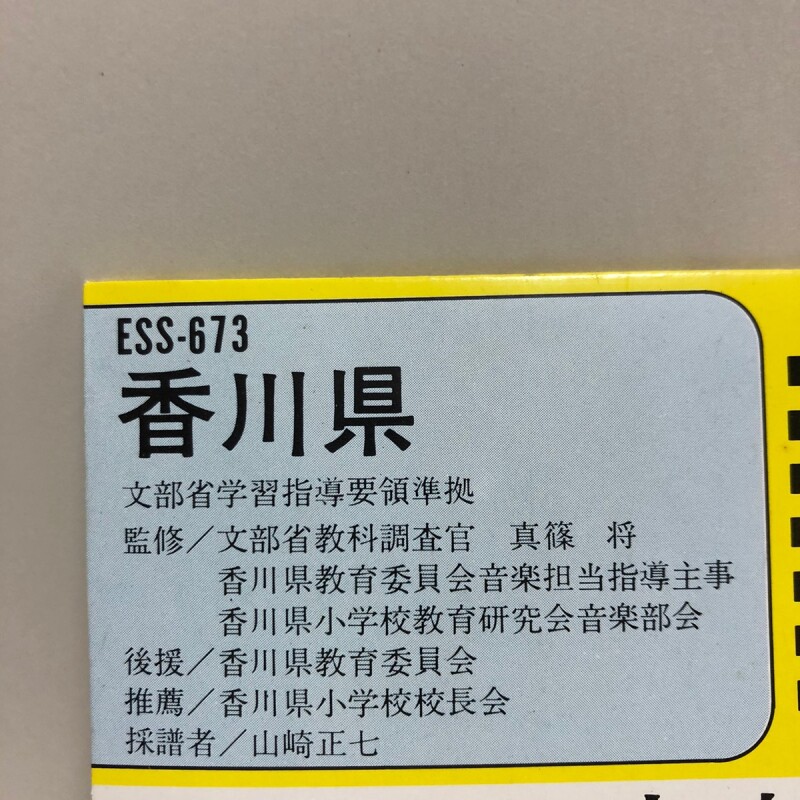 ESS-673
香川県
文部省学習指導要領準拠
監修／文部省教科調査官　真篠　将
香川県教育委員会音楽担当指導主事
香川県小学校教育研究会音楽部会
後援／香川県教育委員会
推薦／香川県小学校校長会
採譜者／山崎正七